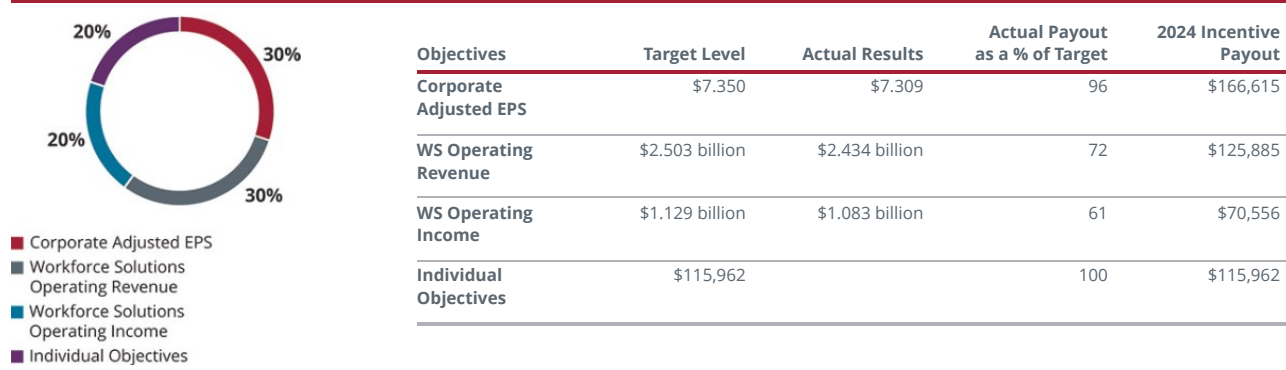 20%
30%
20%
30%
Corporate Adjusted EPS
Workforce Solutions
Operating Revenue
Workforce Solutions
Operating Income
Individual Objectives
Objectives Target Level Actual Results Actual Payout as a % of Target 2024 Incentive Payout
Corporate Adjusted EPS $7.350 $7.309 96 $166,615
WS Operating Revenue $2.503 billion $2.434 billion 72 $125,885
WS Operating Income $1.129 billion $1.083 billion 61 $70,556
Individual Objectives $115,962 100 $115,962